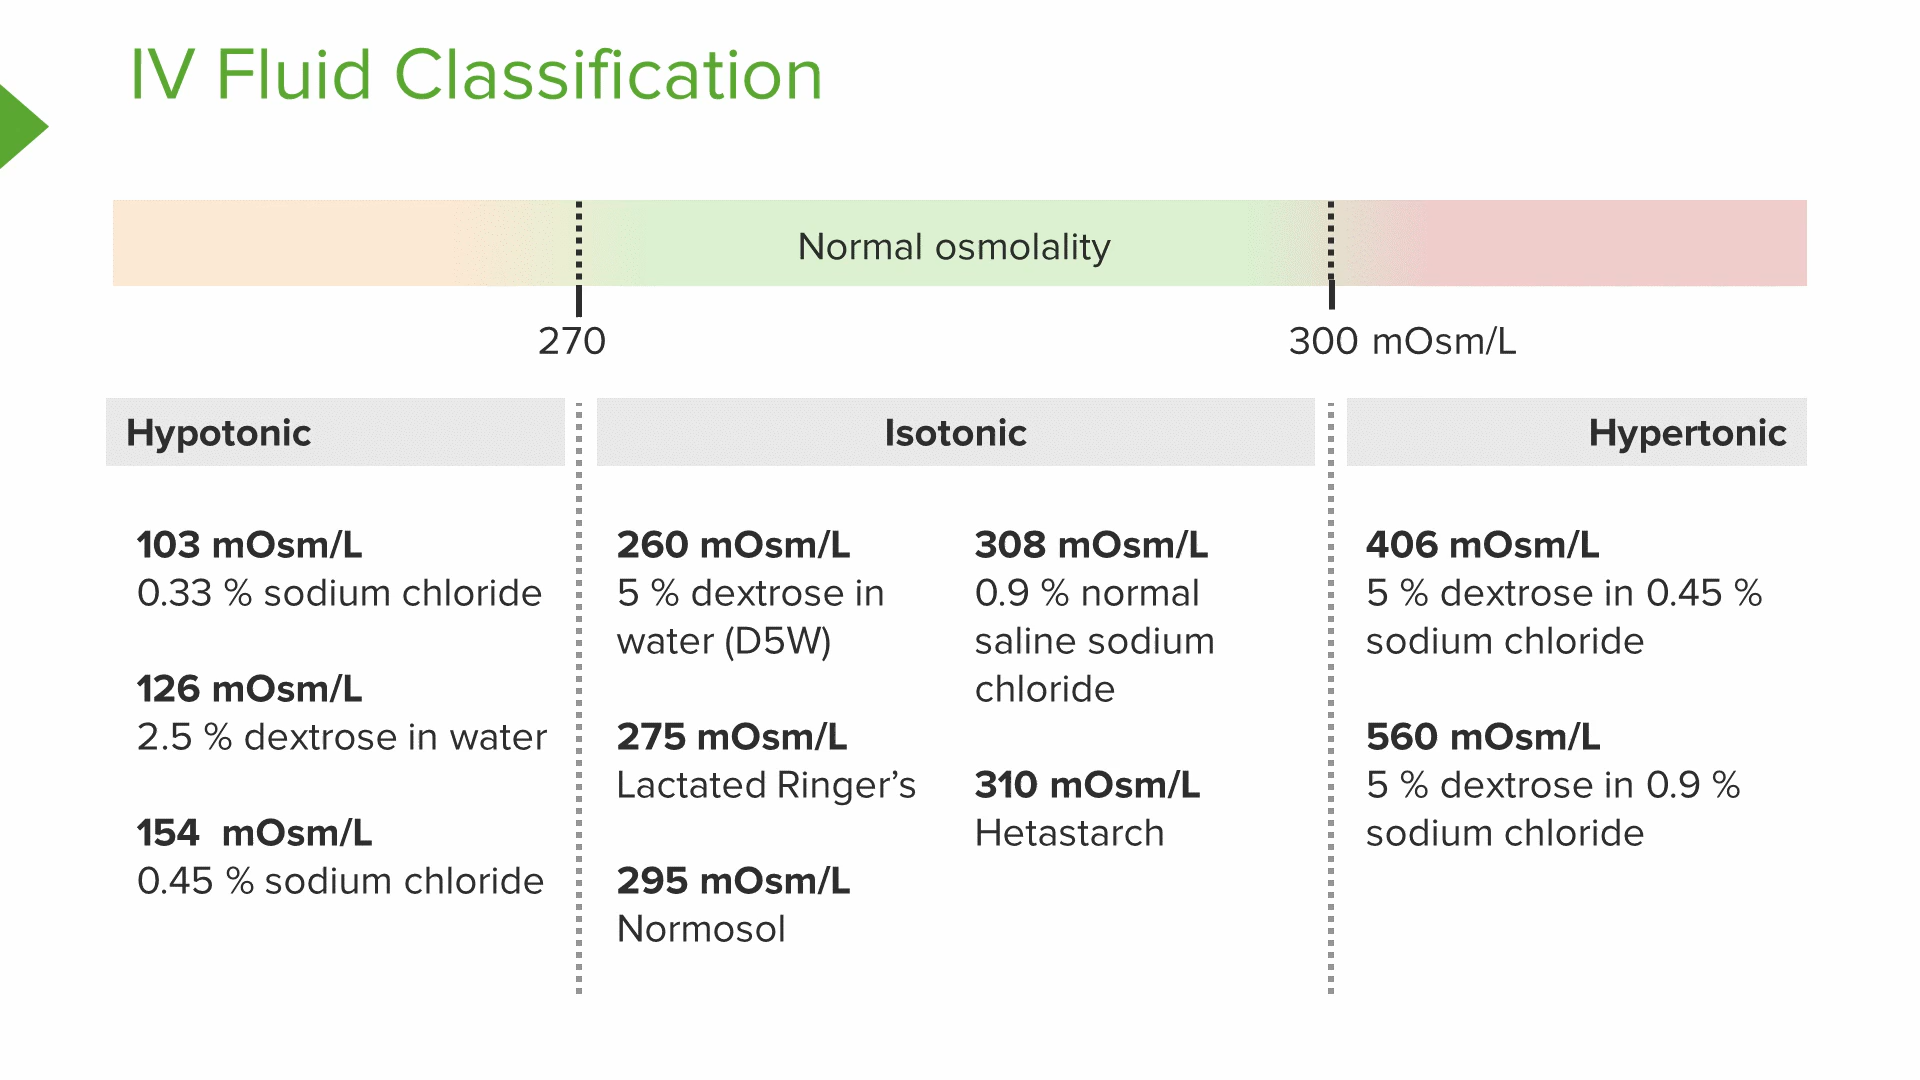 IV Fluid Classification
Normal osmolality
270
300 mOsm/L
Hypotonic
103 mOsm/L
0.33 % sodium chloride
126 mOsm/L
2.5 % dextrose in water
154 mOsm/L
0.45 % sodium chloride
Isotonic
260 mOsm/L
5 % dextrose in
water (D5W)
275 mOsm/L
Lactated Ringer’s
295 mOsm/L
Normosol
308 mOsm/L
0.9 % normal
saline sodium
chloride
310 mOsm/L
Hetastarch
Hypertonic
406 mOsm/L
5 % dextrose in 0.45 %
sodium chloride
560 mOsm/L
5 % dextrose in 0.9 %
sodium chloride